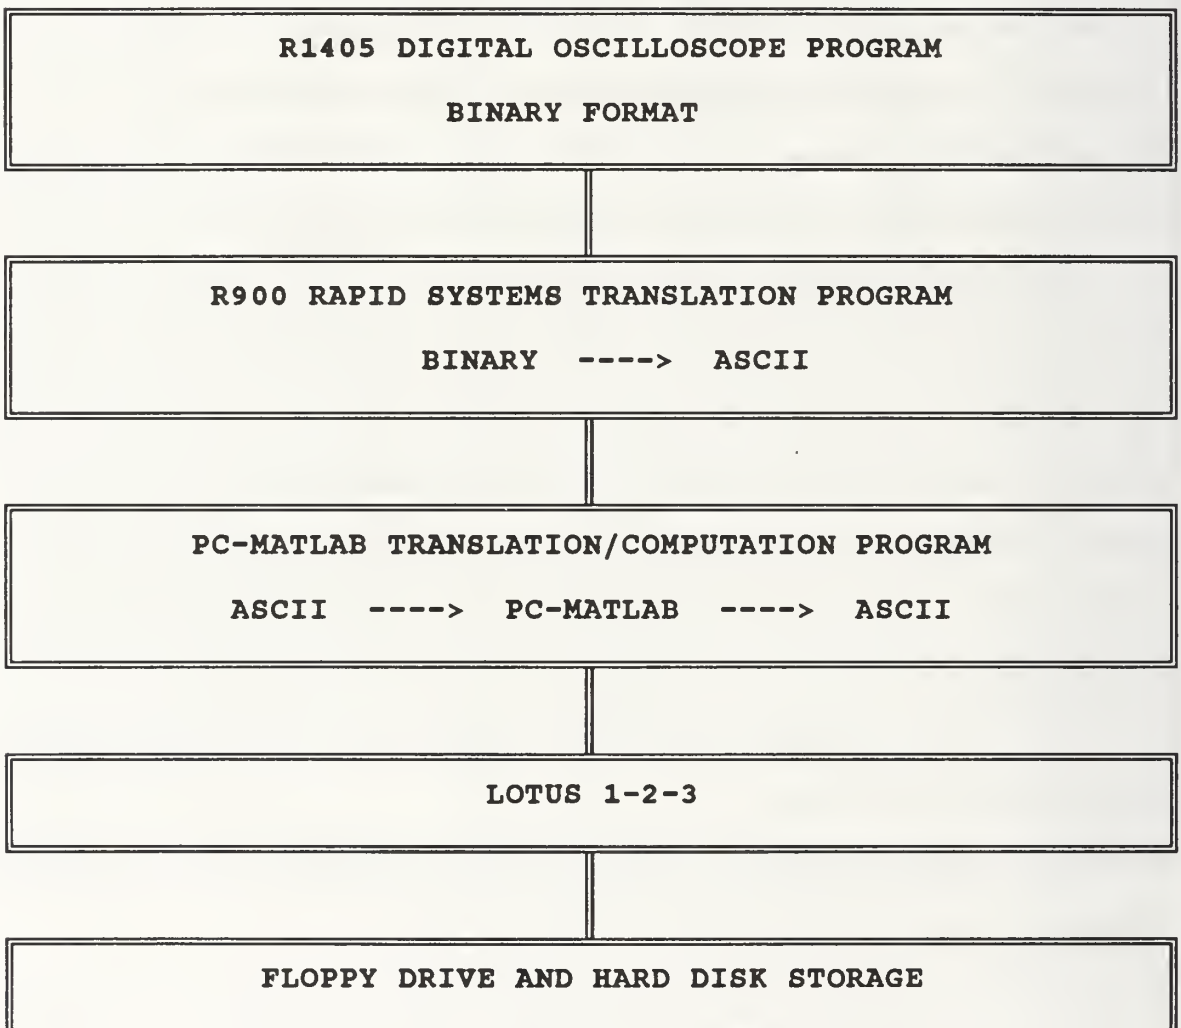 R1405 DIGITAL OSCILLOSCOPE PROGRAM
BINARY FORMAT
R900 RAPID SYSTEMS TRANSLATION PROGRAM
BINARY ----> ASCII
PC-MATLAB TRANSLATION/COMPUTATION PROGRAM
ASCII ----> PC-MATLAB ----> ASCII
LOTUS 1-2-3
FLOPPY DRIVE AND HARD DISK STORAGE